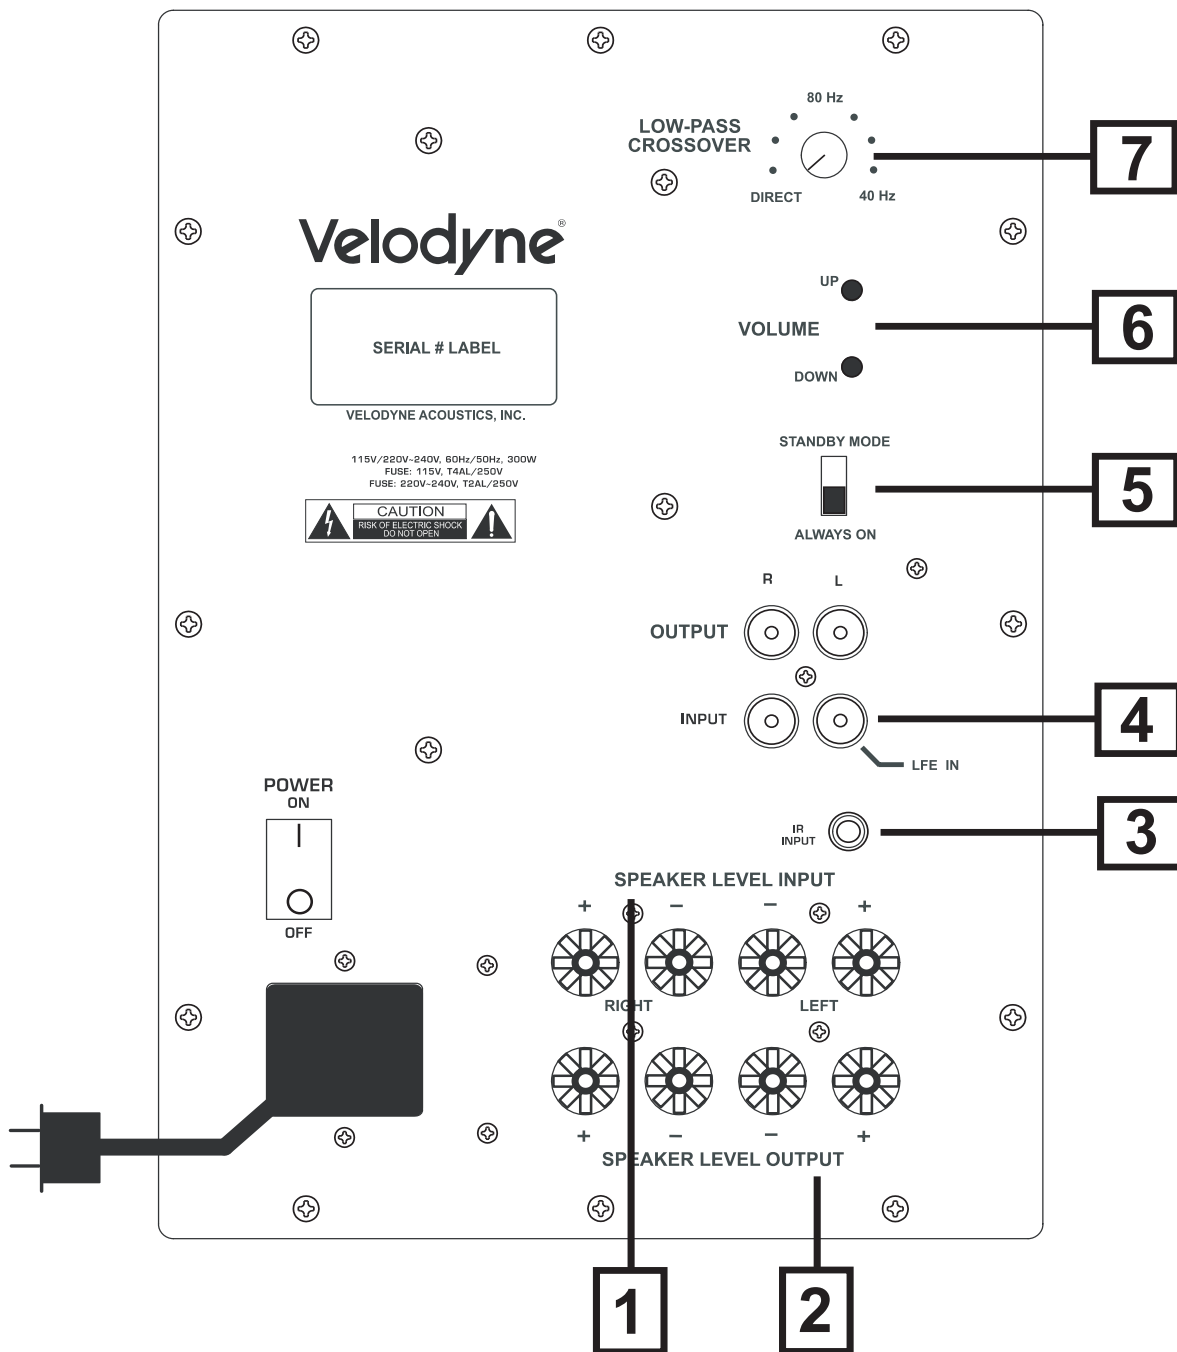 80 Hz
LOW-PASS
CROSSOVER
DIRECT
40 Hz
7
Velodyne®
SERIAL # LABEL
VELODYNE ACOUSTICS, INC.
UP
VOLUME
DOWN
6
115V/220V~240V, 60Hz/50Hz, 300W
FUSE: 115V, T4AL/250V
FUSE: 220V~240V, T2AL/250V
CAUTION
RISK OF ELECTRIC SHOCK
DO NOT OPEN
STANDBY MODE
ALWAYS ON
5
R L
OUTPUT
INPUT
LFE IN
4
POWER
ON
OFF
IR
INPUT
3
SPEAKER LEVEL INPUT
+ − − +
RIGHT LEFT
+ − − +
SPEAKER LEVEL OUTPUT
1
2